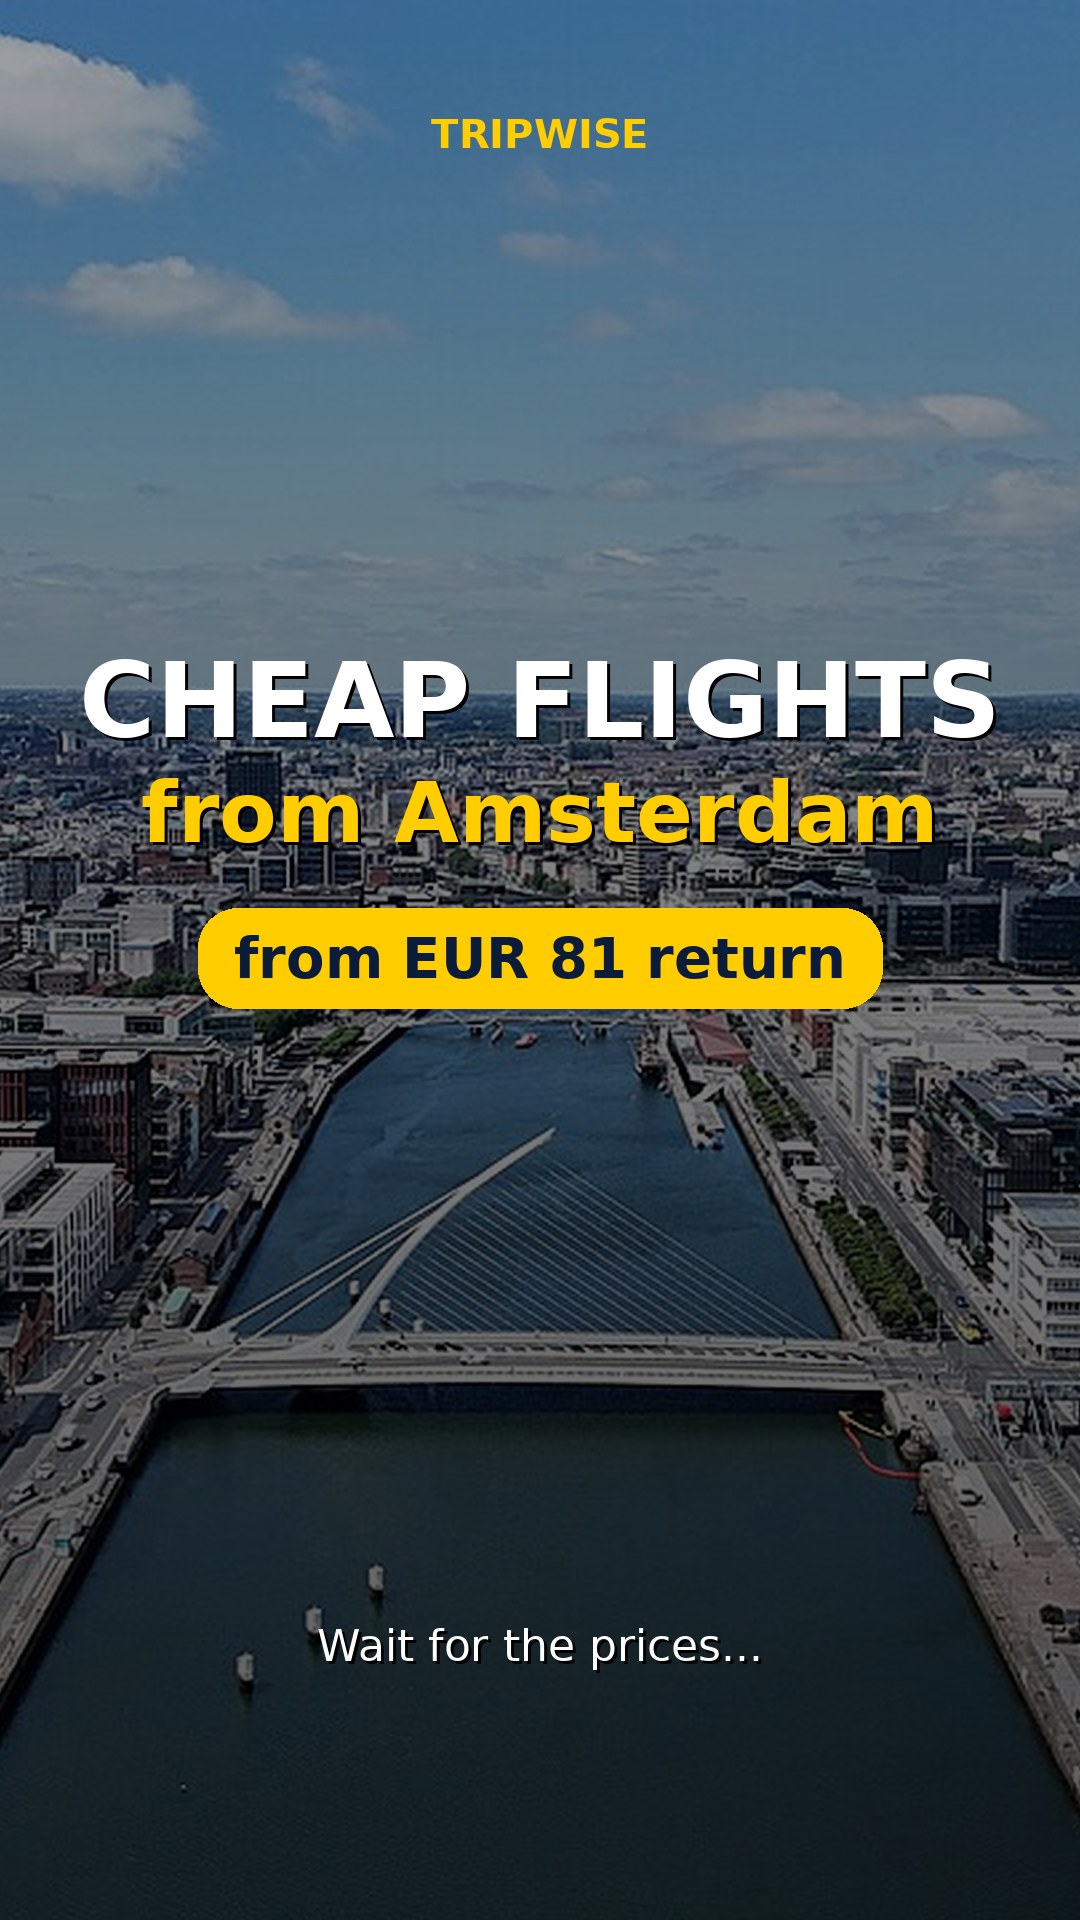 TRIPWISE
CHEAP FLIGHTS
from Amsterdam
from EUR 81 return
Wait for the prices...